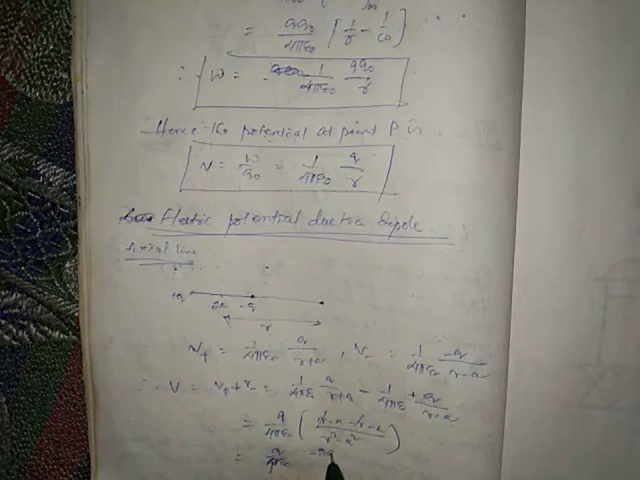 = qq₀/4πε₀ [1/r - 1/∞]
∴ W = 1/4πε₀ qq₀/r
Hence the potential at point P is.
V = W/q₀ = 1/4πε₀ q/r
Electric potential due to a Dipole
Axial line
+q 2a -q
r
V₊ = 1/4πε₀ q/r+a , V₋ = 1/4πε₀ -q/r-a
∴ V = V₊+V₋ = 1/4πε₀ q/r+a - 1/4πε₀ +q/r-a
= q/4πε₀ (r-a-r-a/r²-a²)
= q/4πε₀ -2a